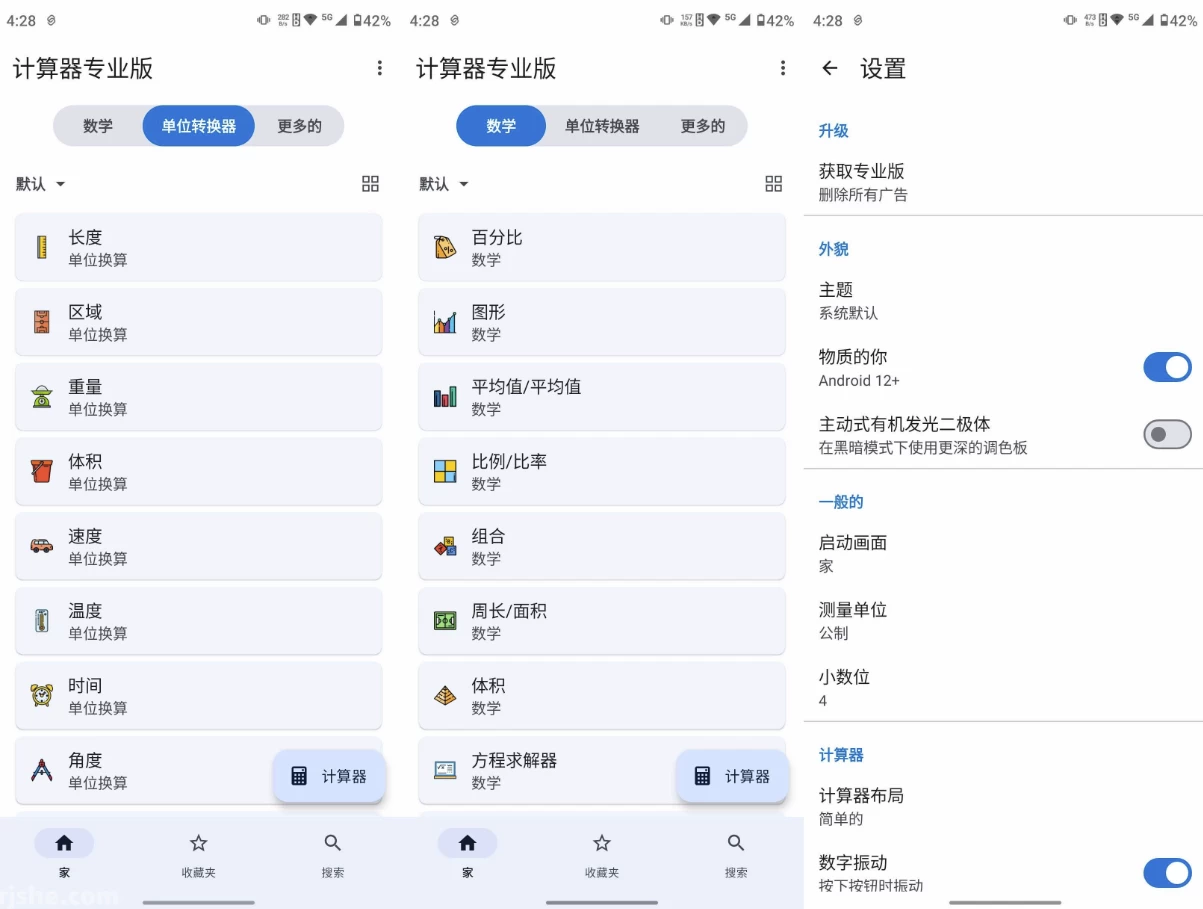 4:28
282 B/s 5G 42%
计算器专业版
数学 单位转换器 更多的
默认
长度
单位换算
区域
单位换算
重量
单位换算
体积
单位换算
速度
单位换算
温度
单位换算
时间
单位换算
角度
单位换算
计算器
家 收藏夹 搜索
rjshe.com
4:28
157 KB/s 5G 42%
计算器专业版
数学 单位转换器 更多的
默认
百分比
数学
图形
数学
平均值/平均值
数学
比例/比率
数学
组合
数学
周长/面积
数学
体积
数学
方程求解器
数学
计算器
家 收藏夹 搜索
4:28
473 B/s 5G 42%
设置
升级
获取专业版
删除所有广告
外貌
主题
系统默认
物质的你
Android 12+
主动式有机发光二极体
在黑暗模式下使用更深的调色板
一般的
启动画面
家
测量单位
公制
小数位
4
计算器
计算器布局
简单的
数字振动
按下按钮时振动